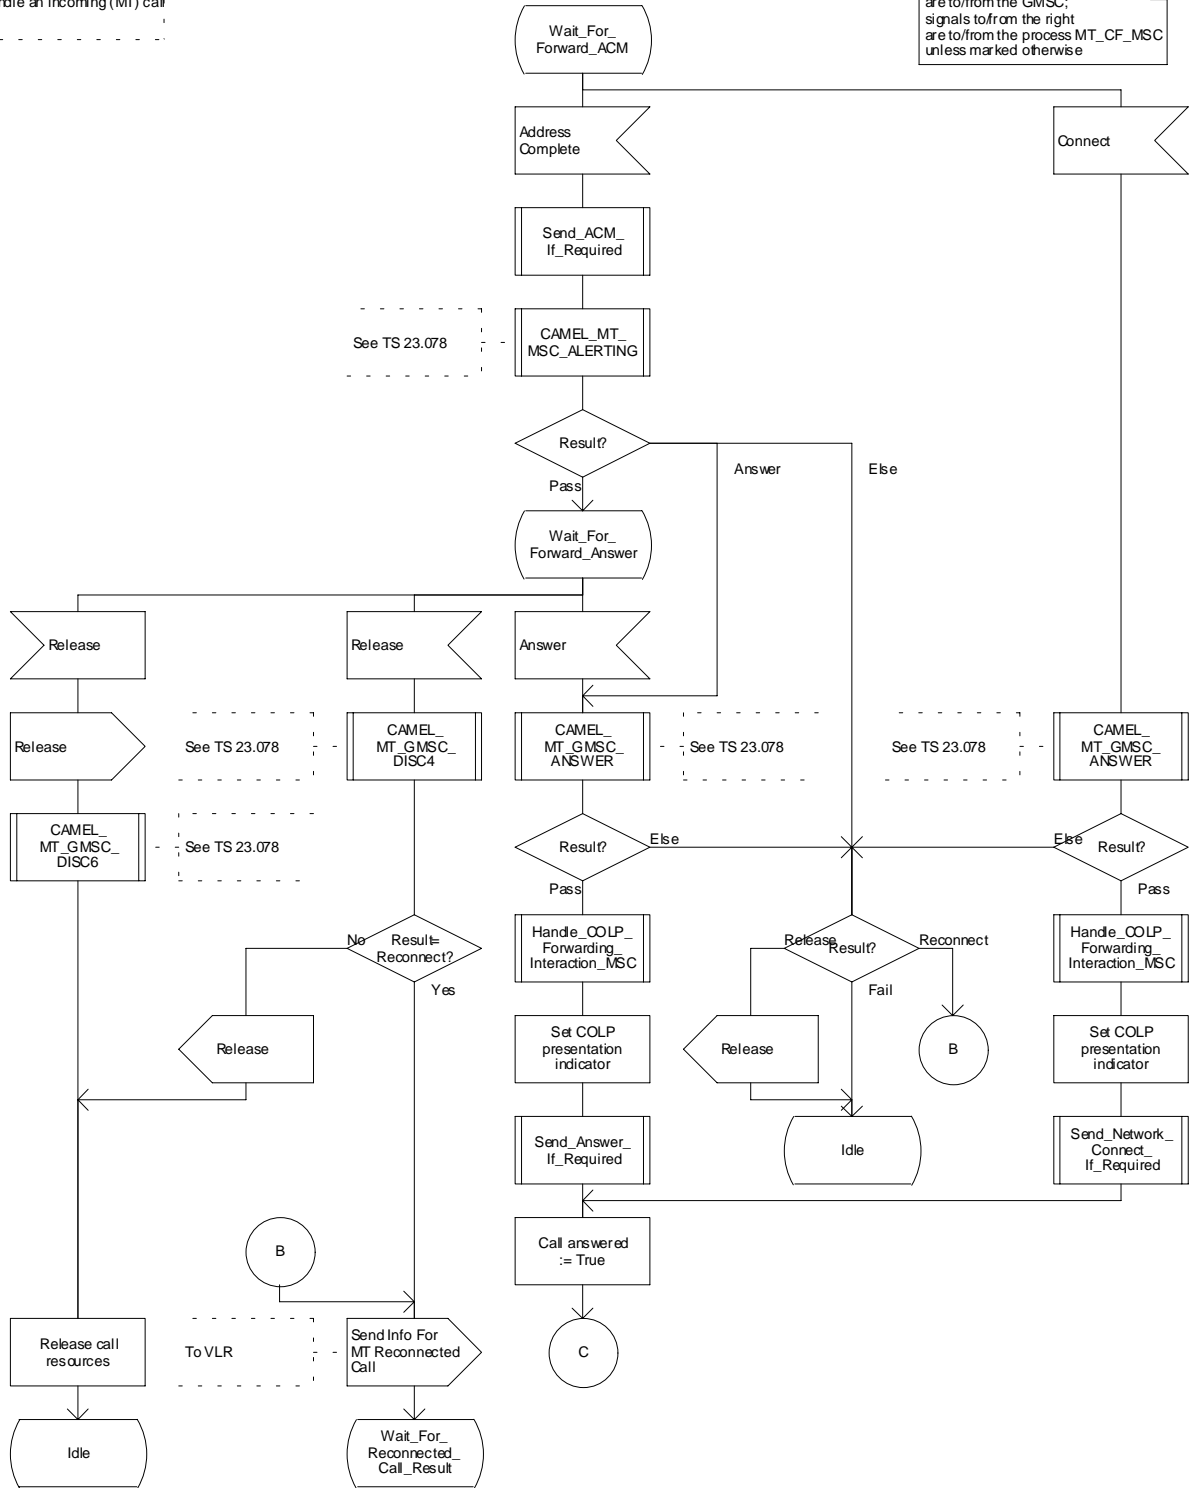 are to/from the GMSC;
signals to/from the right
are to/from the process MT_CF_MSC
unless marked otherwise
Wait_For_
Forward_ACM
Address
Complete
Connect
Send_ACM_
If_Required
See TS 23.078
CAMEL_MT_
MSC_ALERTING
Result?
Answer
Else
Pass
Wait_For_
Forward_Answer
Release
Release
Answer
Release
See TS 23.078
CAMEL_
MT_GMSC_
DISC4
CAMEL_
MT_GMSC_
ANSWER
See TS 23.078
See TS 23.078
CAMEL_
MT_GMSC_
ANSWER
CAMEL_
MT_GMSC_
DISC6
See TS 23.078
Result?
Else
Else
Result?
Pass
Pass
No
Result=
Reconnect?
Yes
Handle_COLP_
Forwarding_
Interaction_MSC
Release
Result?
Reconnect
Fail
Handle_COLP_
Forwarding_
Interaction_MSC
Release
Set COLP
presentation
indicator
Release
B
Set COLP
presentation
indicator
Send_Answer_
If_Required
Idle
Send_Network_
Connect_
If_Required
B
Call answered
:= True
Release call
resources
To VLR
Send Info For
MT Reconnected
Call
C
Idle
Wait_For_
Reconnected_
Call_Result